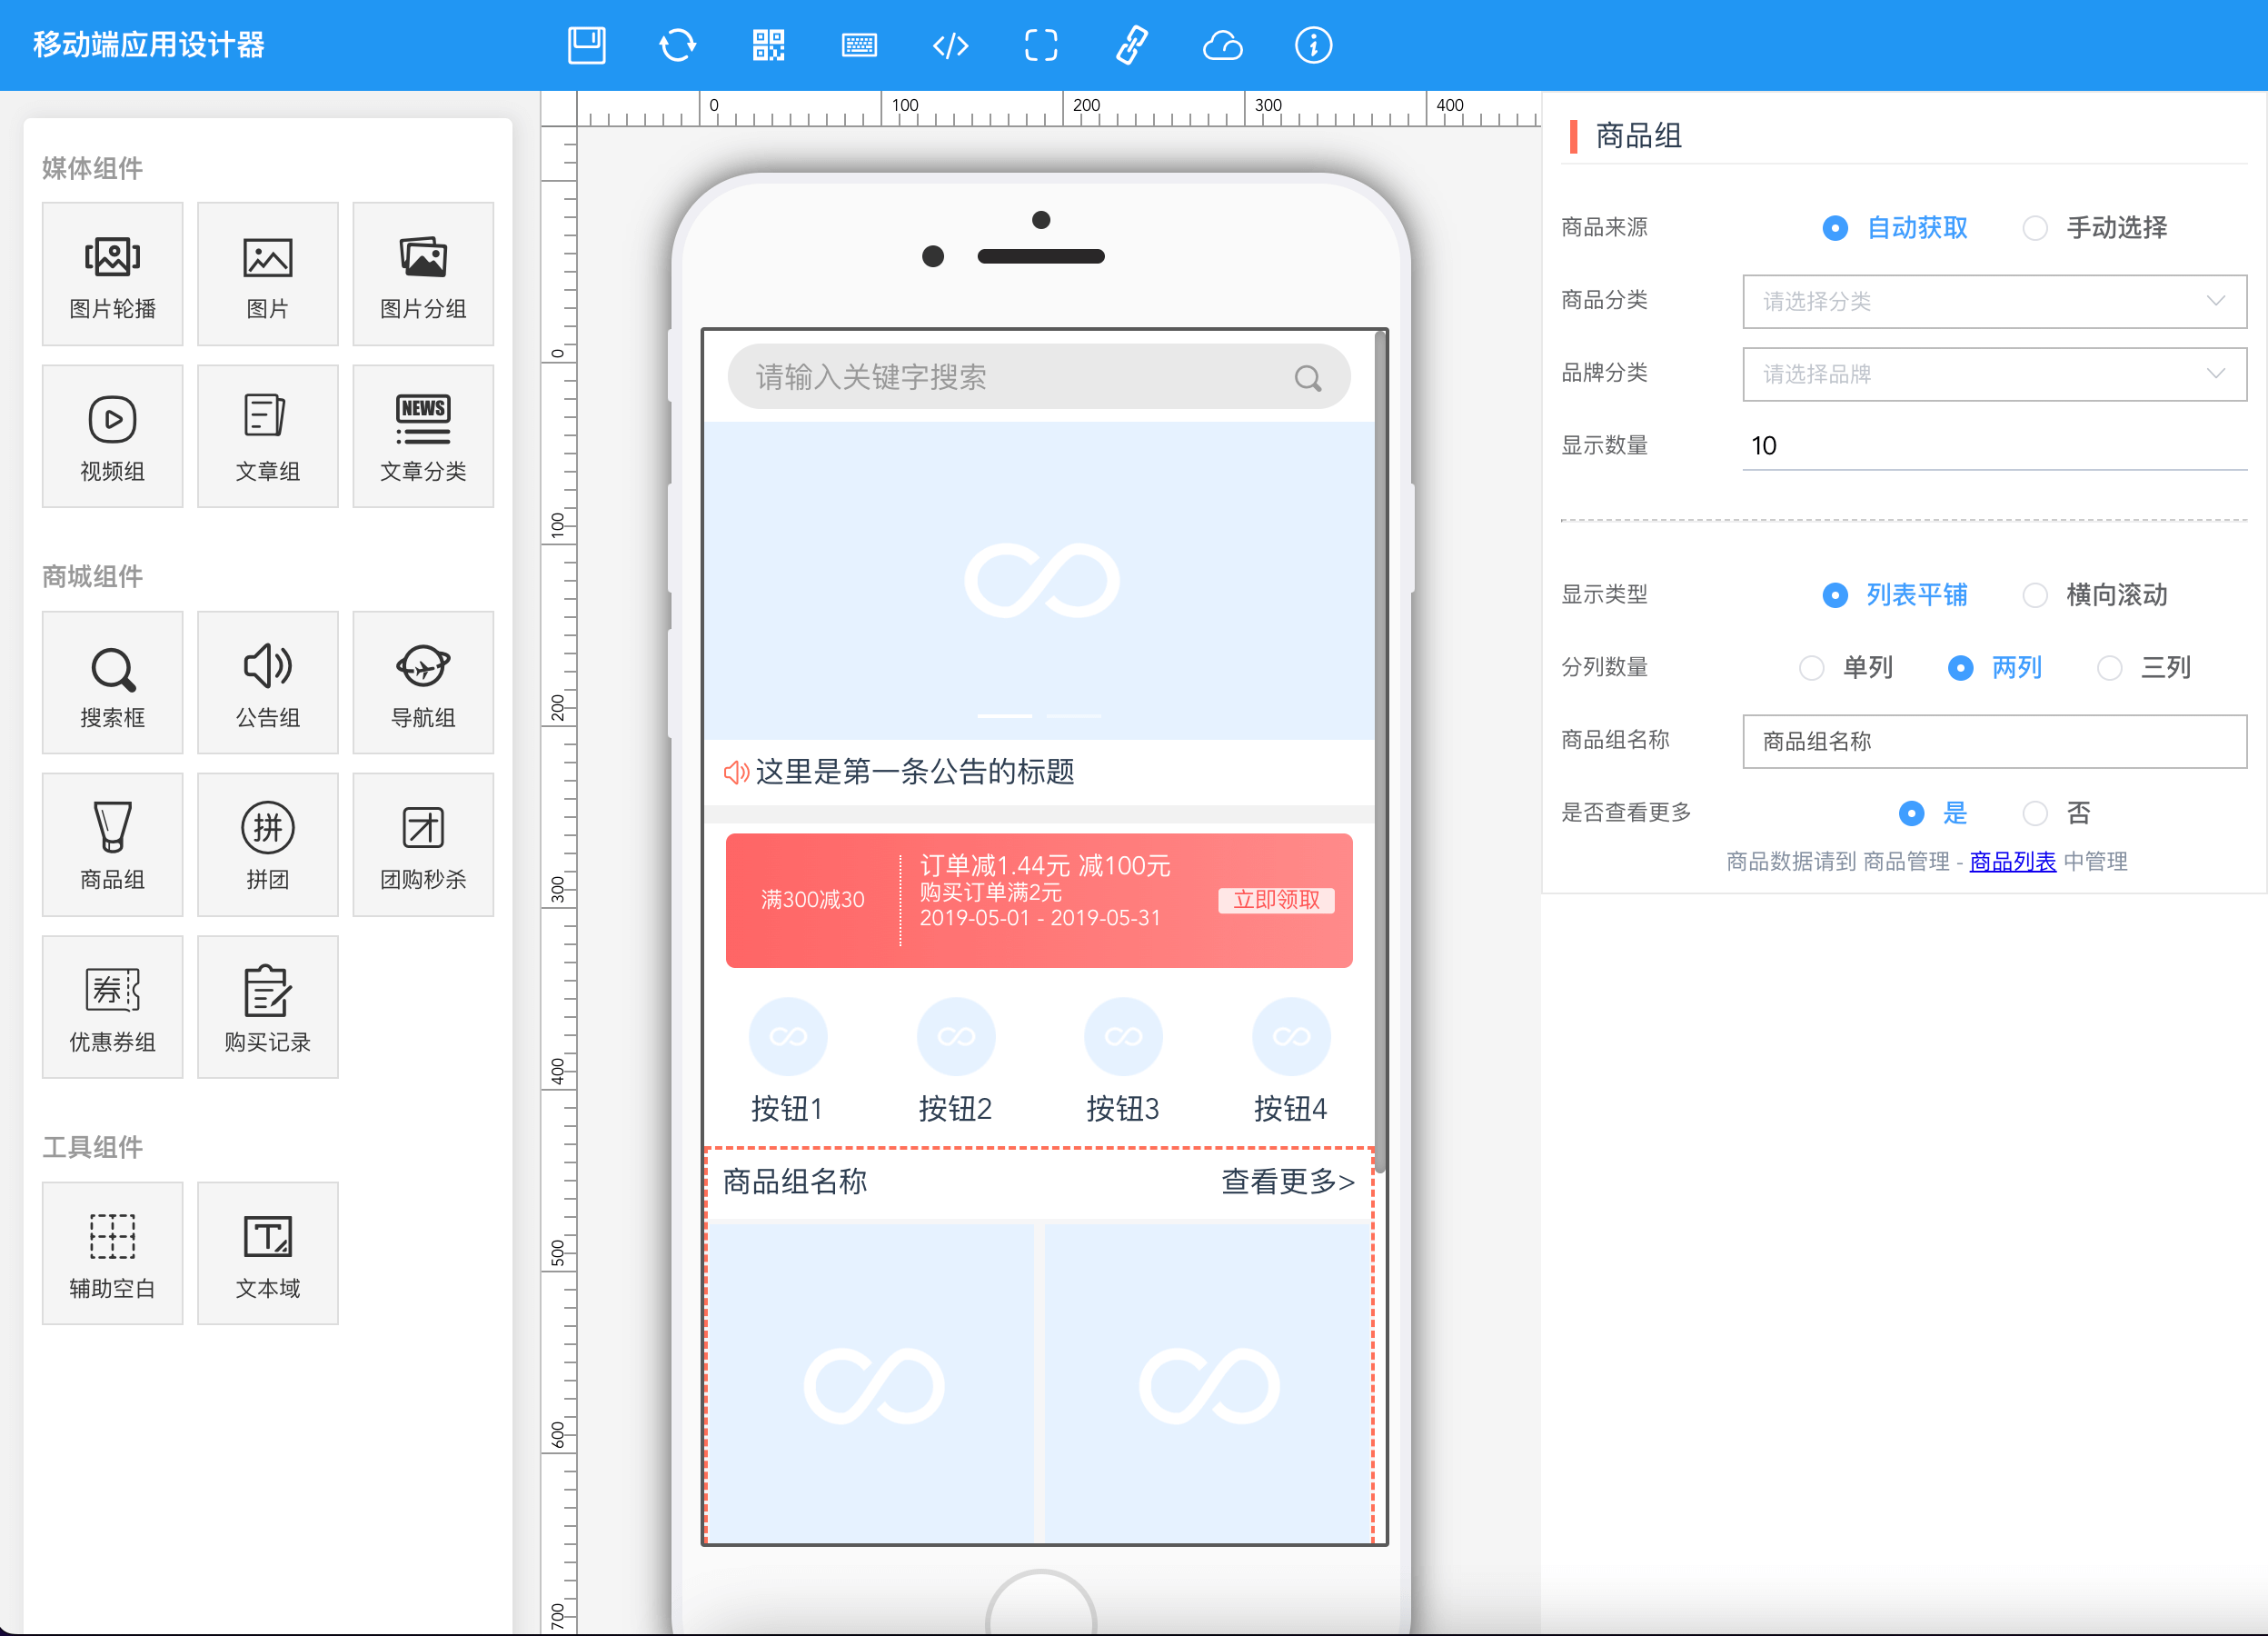 移动端应用设计器
媒体组件
图片轮播
图片
图片分组
视频组
文章组
NEWS
文章分类
商城组件
搜索框
公告组
导航组
商品组
拼
拼团
团购秒杀
券
优惠券组
购买记录
工具组件
辅助空白
T
文本域
0
100
200
300
400
0
100
200
300
400
500
600
700
请输入关键字搜索
这里是第一条公告的标题
满300减30
订单减1.44元 减100元
购买订单满2元
2019-05-01 - 2019-05-31
立即领取
按钮1
按钮2
按钮3
按钮4
商品组名称
查看更多>
商品组
商品来源
自动获取
手动选择
商品分类
请选择分类
品牌分类
请选择品牌
显示数量
10
显示类型
列表平铺
横向滚动
分列数量
单列
两列
三列
商品组名称
商品组名称
是否查看更多
是
否
商品数据请到 商品管理 - 商品列表 中管理